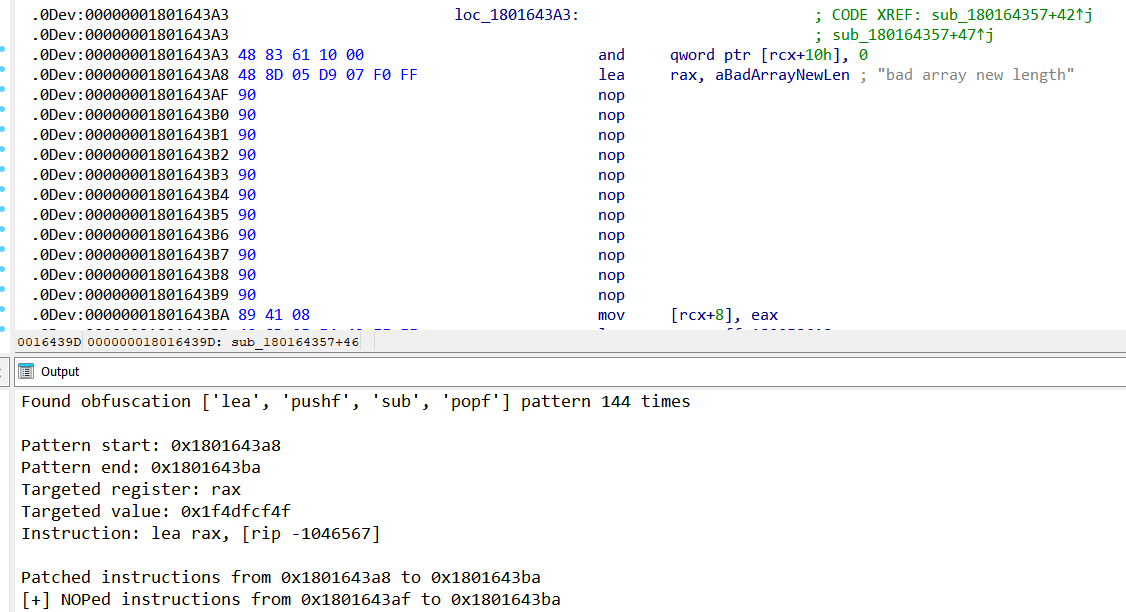 .0Dev:00000001801643A3 loc_1801643A3: ; CODE XREF: sub_180164357+42↑j
.0Dev:00000001801643A3 ; sub_180164357+47↑j
.0Dev:00000001801643A3 48 83 61 10 00 and qword ptr [rcx+10h], 0
.0Dev:00000001801643A8 48 8D 05 D9 07 F0 FF lea rax, aBadArrayNewLen ; "bad array new length"
.0Dev:00000001801643AF 90 nop
.0Dev:00000001801643B0 90 nop
.0Dev:00000001801643B1 90 nop
.0Dev:00000001801643B2 90 nop
.0Dev:00000001801643B3 90 nop
.0Dev:00000001801643B4 90 nop
.0Dev:00000001801643B5 90 nop
.0Dev:00000001801643B6 90 nop
.0Dev:00000001801643B7 90 nop
.0Dev:00000001801643B8 90 nop
.0Dev:00000001801643B9 90 nop
.0Dev:00000001801643BA 89 41 08 mov [rcx+8], eax
0016439D 000000018016439D: sub_180164357+46
Output
Found obfuscation ['lea', 'pushf', 'sub', 'popf'] pattern 144 times
Pattern start: 0x1801643a8
Pattern end: 0x1801643ba
Targeted register: rax
Targeted value: 0x1f4dfcf4f
Instruction: lea rax, [rip -1046567]
Patched instructions from 0x1801643a8 to 0x1801643ba
[+] NOPed instructions from 0x1801643af to 0x1801643ba